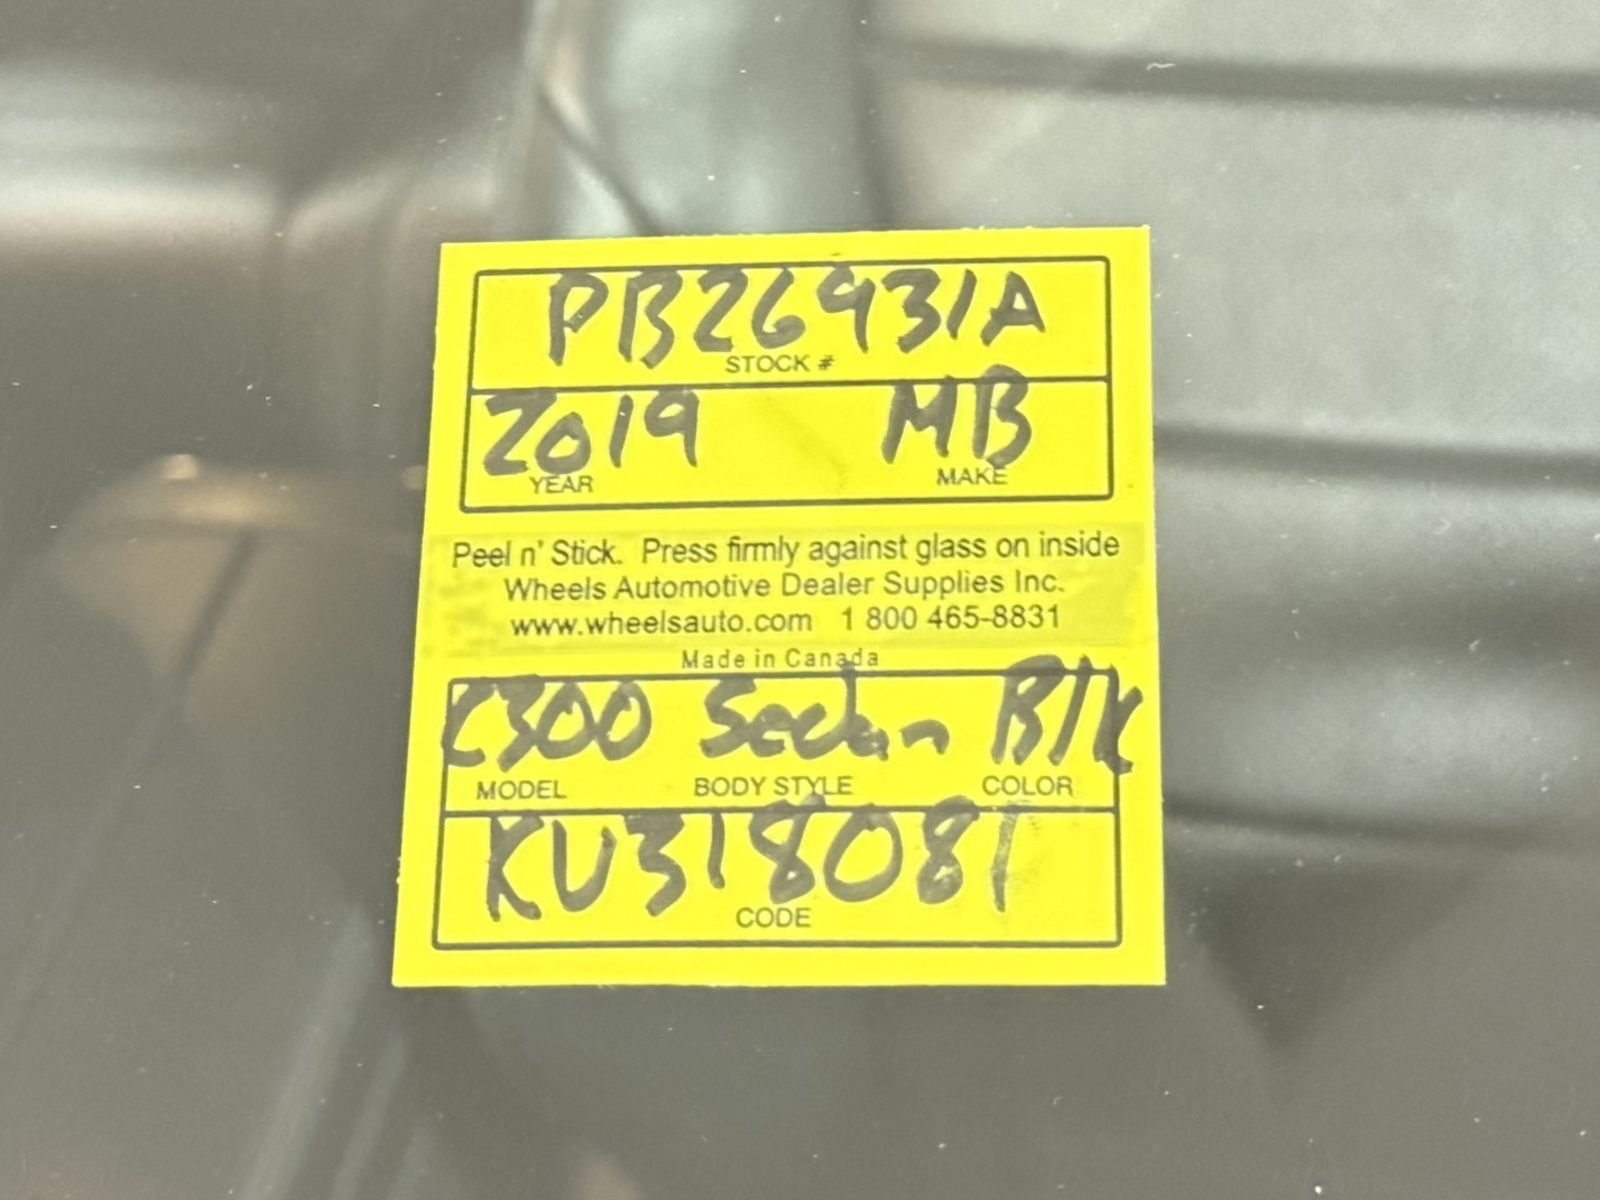 PB26931A
STOCK #
2019 MB
YEAR MAKE
Peel n' Stick. Press firmly against glass on inside
Wheels Automotive Dealer Supplies Inc.
www.wheelsauto.com 1 800 465-8831
Made in Canada
C300 Sedan Blk
MODEL BODY STYLE COLOR
KU318081
CODE